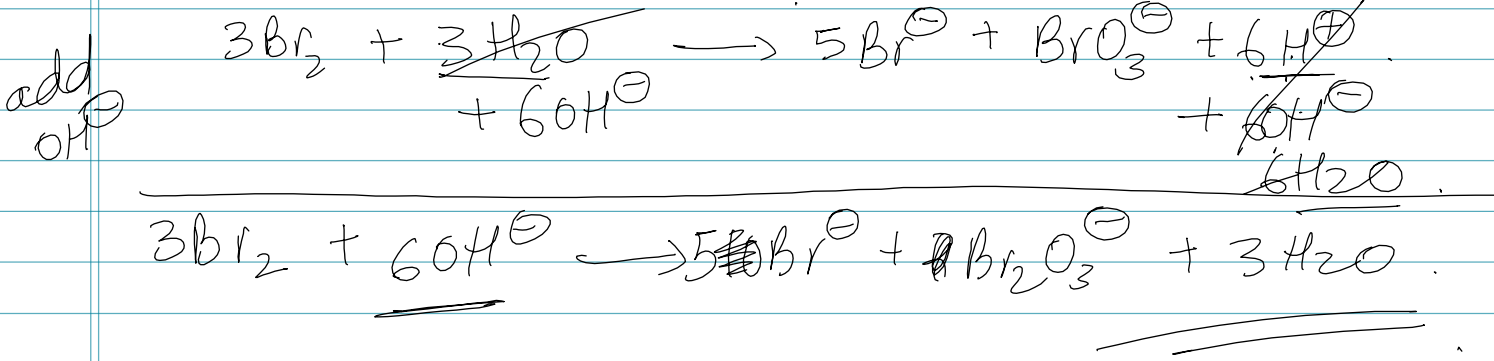 3Br₂ + 3H₂O ⟶ 5Br⊖ + BrO₃⊖ + 6H⊕ .
add OH⊖
+ 6OH⊖ + 6OH⊖
6H₂O .
3Br₂ + 6OH⊖ ⟶ 5Br⊖ + Br₂O₃⊖ + 3H₂O .